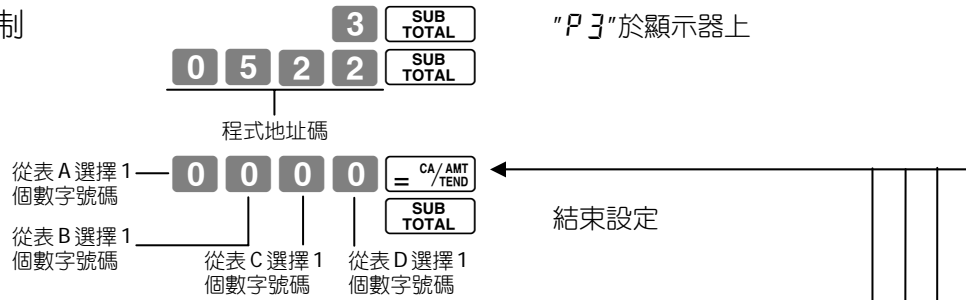 制
3 SUB TOTAL
"P 3"於顯示器上
0 5 2 2 SUB TOTAL
程式地址碼
從表 A 選擇 1
個數字號碼
0 0 0 0 = CA/AMT TEND
SUB TOTAL
結束設定
從表 B 選擇 1
個數字號碼
從表 C 選擇 1
個數字號碼
從表 D 選擇 1
個數字號碼